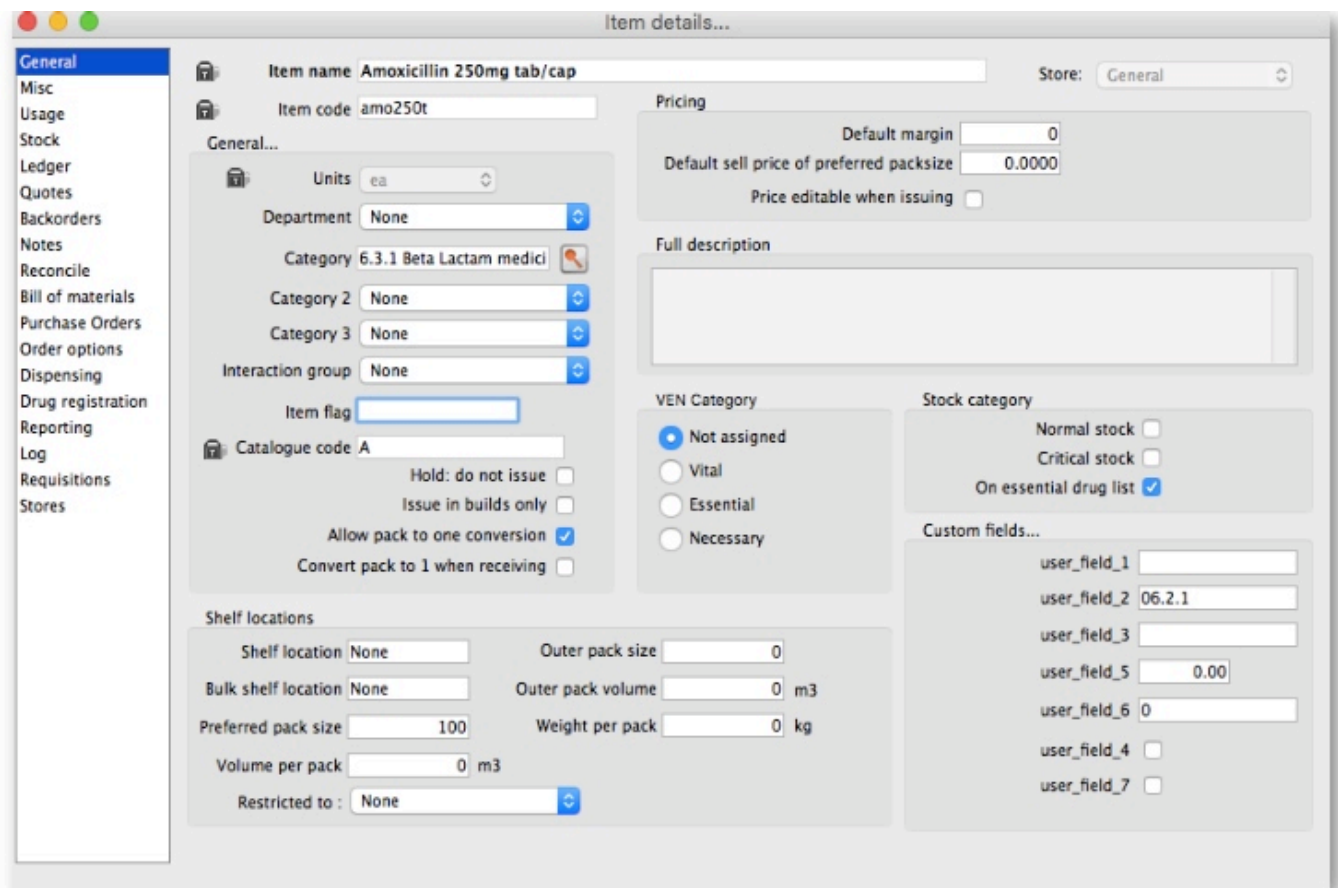 Item details...
General
Misc
Usage
Stock
Ledger
Quotes
Backorders
Notes
Reconcile
Bill of materials
Purchase Orders
Order options
Dispensing
Drug registration
Reporting
Log
Requisitions
Stores
Item name Amoxicillin 250mg tab/cap
Store: General
Item code amo250t
General...
Units ea
Department None
Category 6.3.1 Beta Lactam medici
Category 2 None
Category 3 None
Interaction group None
Item flag
Catalogue code A
Hold: do not issue
Issue in builds only
Allow pack to one conversion
Convert pack to 1 when receiving
Pricing
Default margin 0
Default sell price of preferred packsize 0.0000
Price editable when issuing
Full description
VEN Category
Not assigned
Vital
Essential
Necessary
Stock category
Normal stock
Critical stock
On essential drug list
Custom fields...
user_field_1
user_field_2 06.2.1
user_field_3
user_field_5 0.00
user_field_6 0
user_field_4
user_field_7
Shelf locations
Shelf location None
Bulk shelf location None
Preferred pack size 100
Volume per pack 0 m3
Restricted to : None
Outer pack size 0
Outer pack volume 0 m3
Weight per pack 0 kg